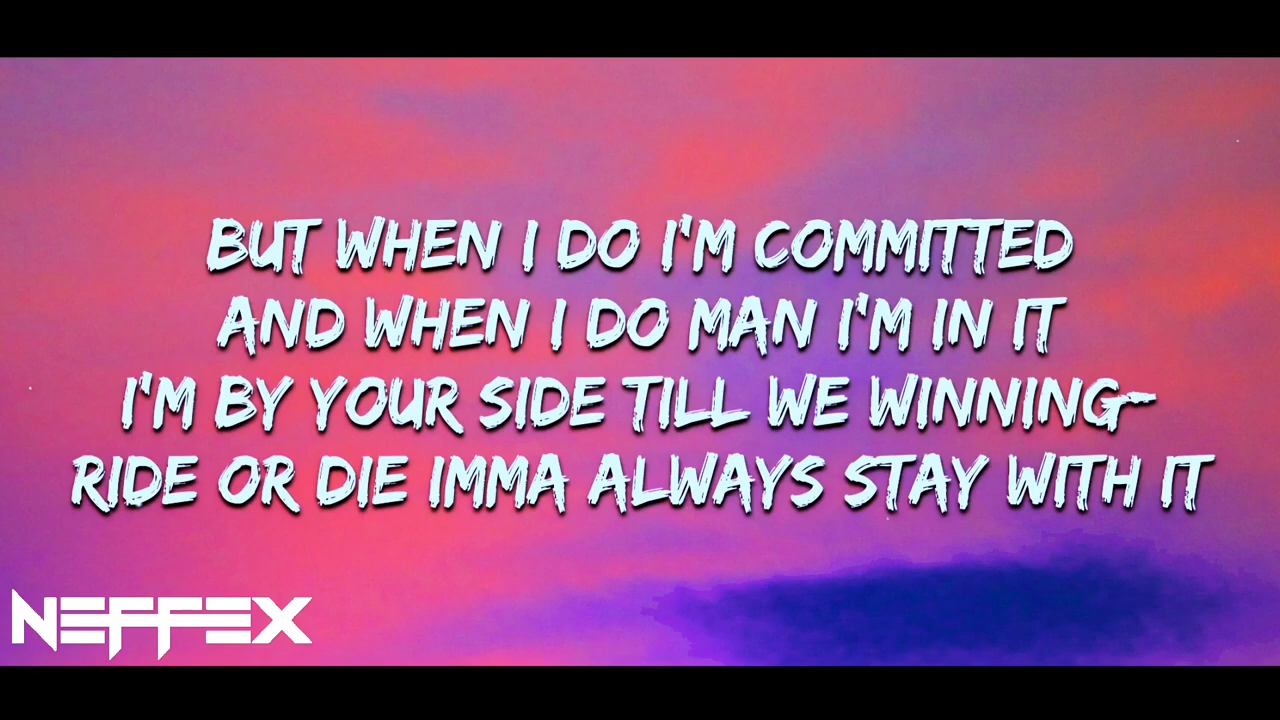 BUT WHEN I DO I'M COMMITTED
AND WHEN I DO MAN I'M IN IT
I'M BY YOUR SIDE TILL WE WINNING-
RIDE OR DIE IMMA ALWAYS STAY WITH IT
NEFFEX